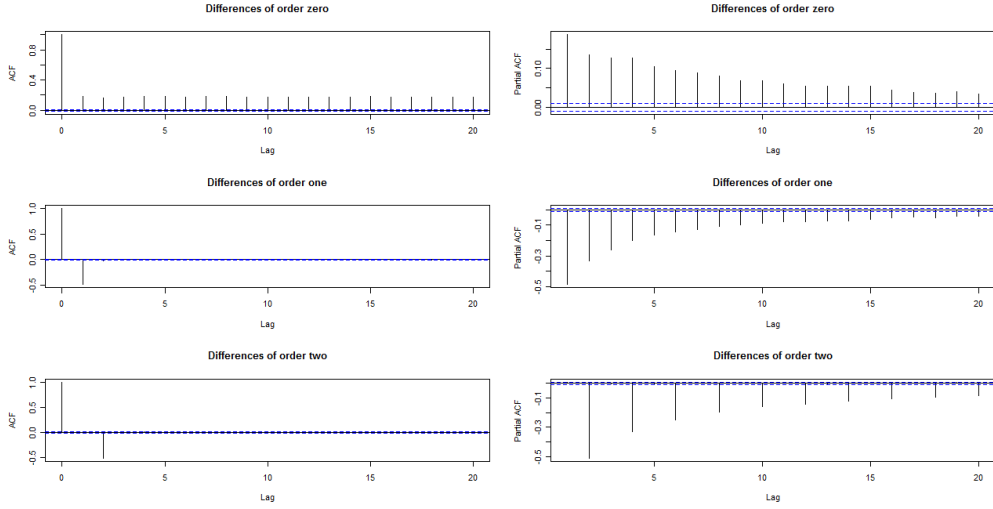 Differences of order zero
ACF
0.0 0.4 0.8
0 5 10 15 20
Lag
Differences of order zero
Partial ACF
0.00 0.10
5 10 15 20
Lag
Differences of order one
ACF
-0.5 0.0 0.5 1.0
0 5 10 15 20
Lag
Differences of order one
Partial ACF
-0.5 -0.3 -0.1
5 10 15 20
Lag
Differences of order two
ACF
-0.5 0.0 0.5 1.0
0 5 10 15 20
Lag
Differences of order two
Partial ACF
-0.5 -0.3 -0.1
5 10 15 20
Lag